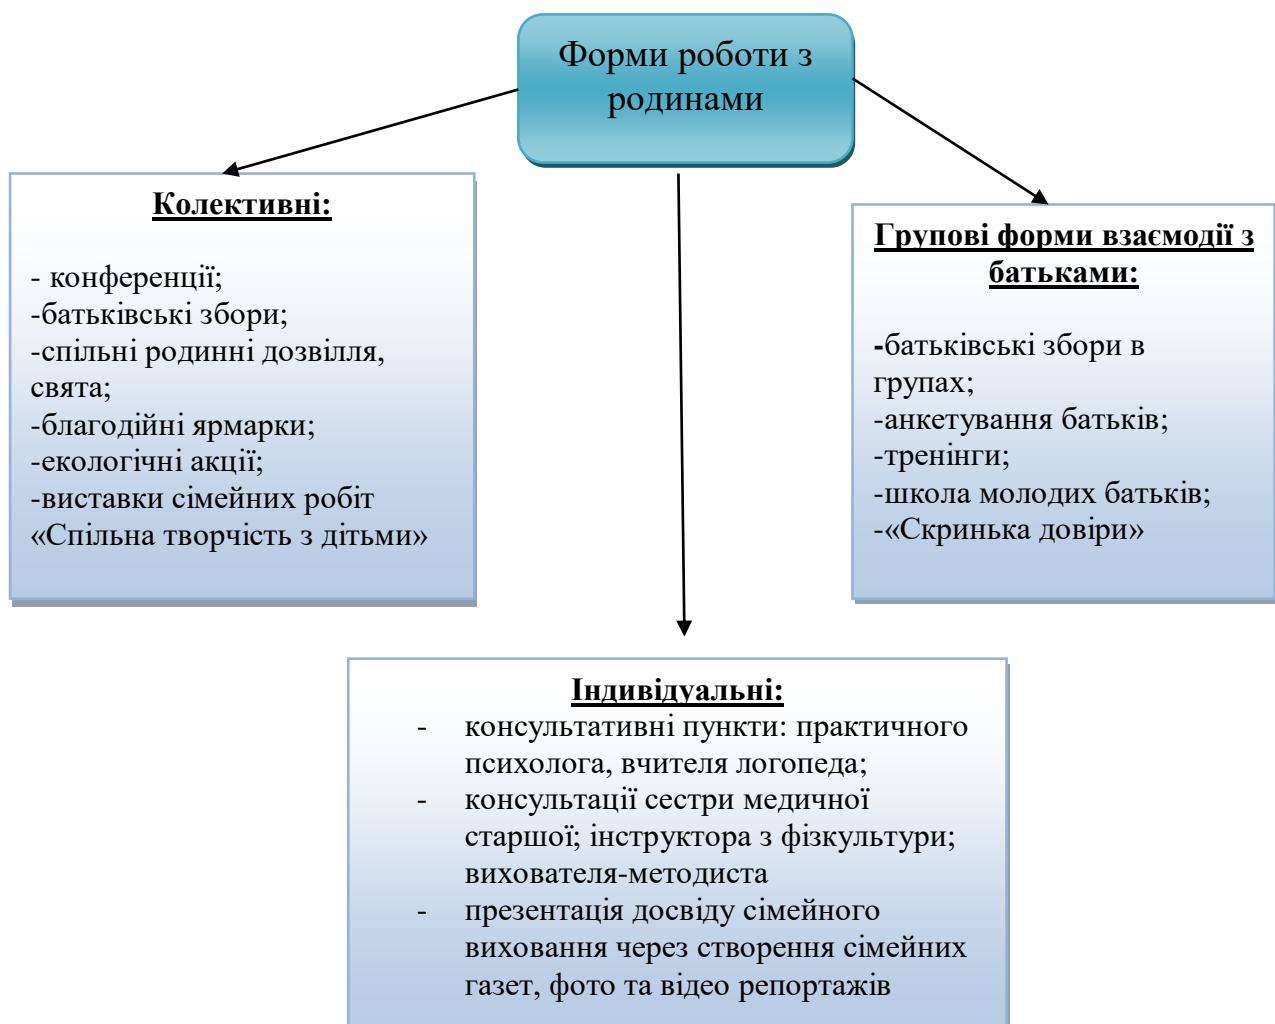 Форми роботи з
родинами
Колективні:
- конференції;
-батьківські збори;
-спільні родинні дозвілля,
свята;
-благодійні ярмарки;
-екологічні акції;
-виставки сімейних робіт
«Спільна творчість з дітьми»
Групові форми взаємодії з
батьками:
-батьківські збори в
групах;
-анкетування батьків;
-тренінги;
-школа молодих батьків;
-«Скринька довіри»
Індивідуальні:
- консультативні пункти: практичного
психолога, вчителя логопеда;
- консультації сестри медичної
старшої; інструктора з фізкультури;
вихователя-методиста
- презентація досвіду сімейного
виховання через створення сімейних
газет, фото та відео репортажів